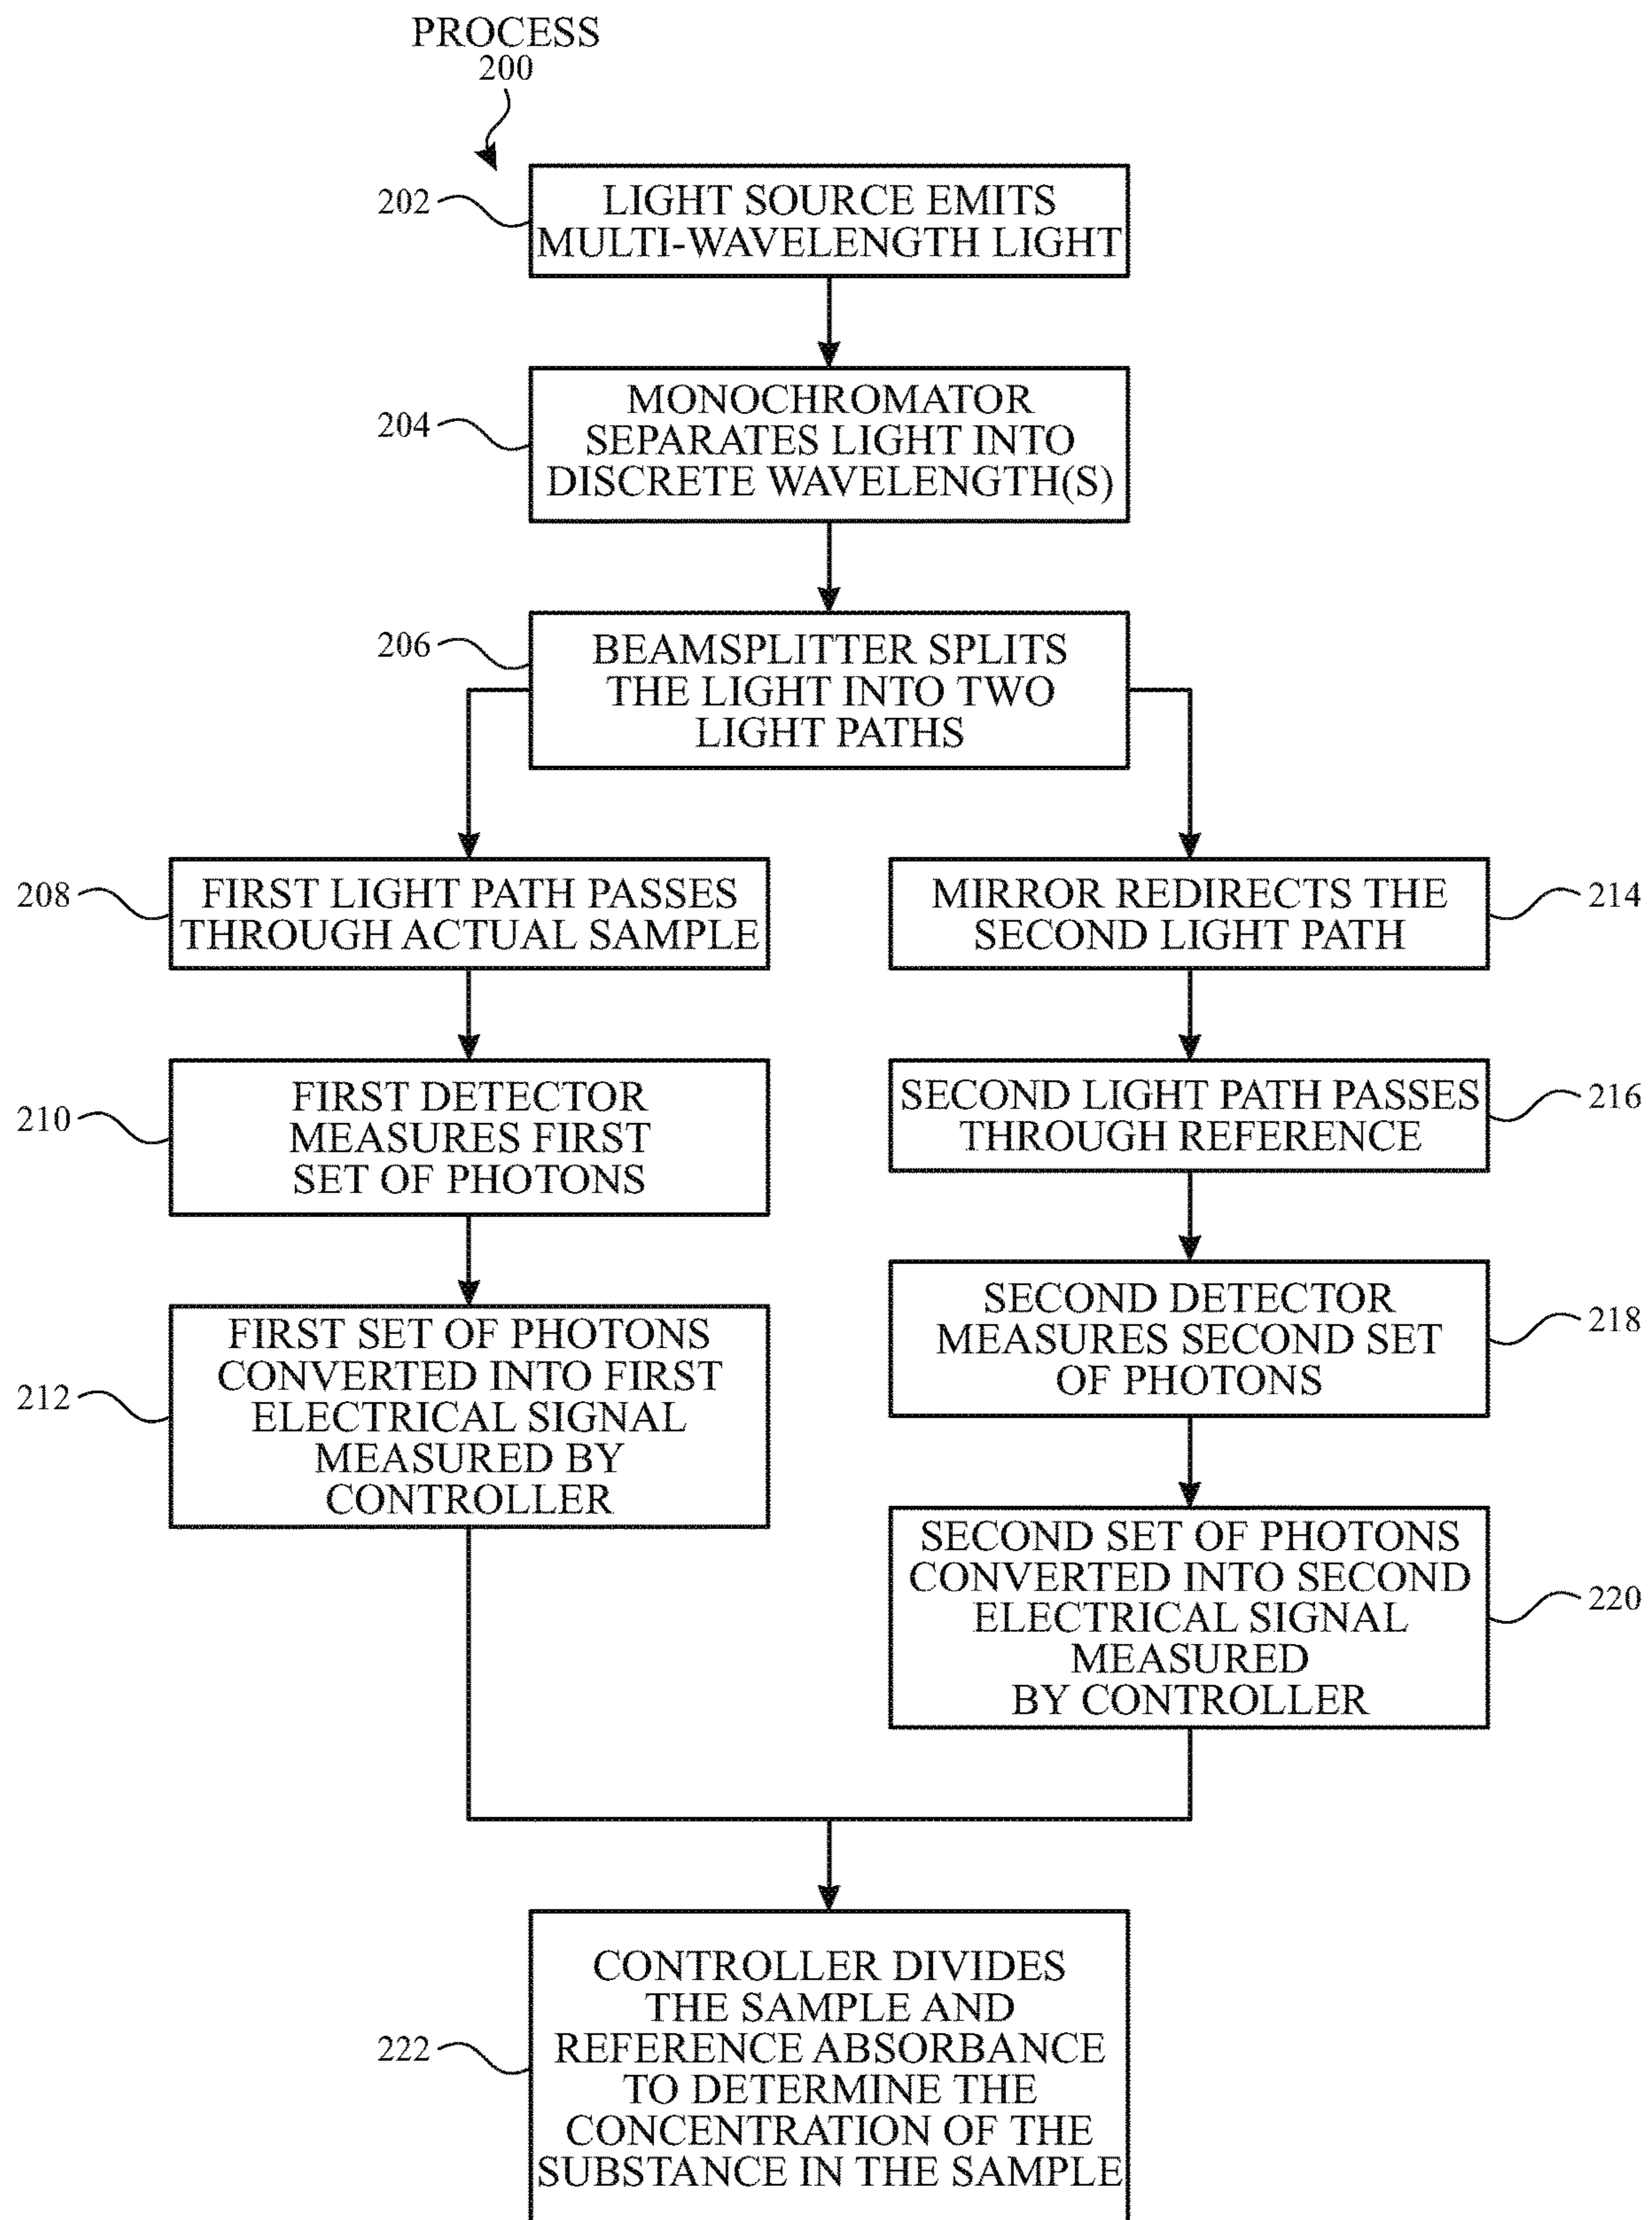 PROCESS
200
202
LIGHT SOURCE EMITS
MULTI-WAVELENGTH LIGHT
204
MONOCHROMATOR
SEPARATES LIGHT INTO
DISCRETE WAVELENGTH(S)
206
BEAMSPLITTER SPLITS
THE LIGHT INTO TWO
LIGHT PATHS
208
FIRST LIGHT PATH PASSES
THROUGH ACTUAL SAMPLE
210
FIRST DETECTOR
MEASURES FIRST
SET OF PHOTONS
212
FIRST SET OF PHOTONS
CONVERTED INTO FIRST
ELECTRICAL SIGNAL
MEASURED BY
CONTROLLER
MIRROR REDIRECTS THE
SECOND LIGHT PATH
214
SECOND LIGHT PATH PASSES
THROUGH REFERENCE
216
SECOND DETECTOR
MEASURES SECOND SET
OF PHOTONS
218
SECOND SET OF PHOTONS
CONVERTED INTO SECOND
ELECTRICAL SIGNAL
MEASURED
BY CONTROLLER
220
222
CONTROLLER DIVIDES
THE SAMPLE AND
REFERENCE ABSORBANCE
TO DETERMINE THE
CONCENTRATION OF THE
SUBSTANCE IN THE SAMPLE